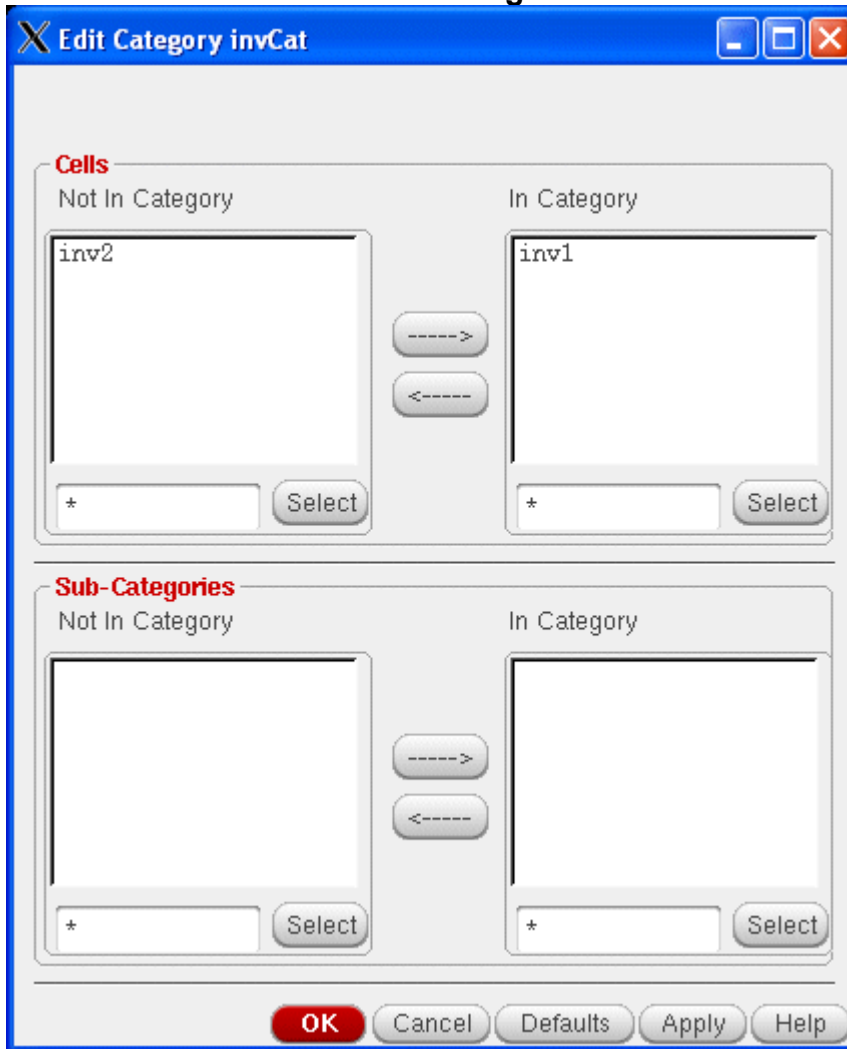 X Edit Category invCat
Cells
Not In Category In Category
inv2 inv1
----->
<-----
* Select * Select
Sub-Categories
Not In Category In Category
----->
<-----
* Select * Select
OK Cancel Defaults Apply Help